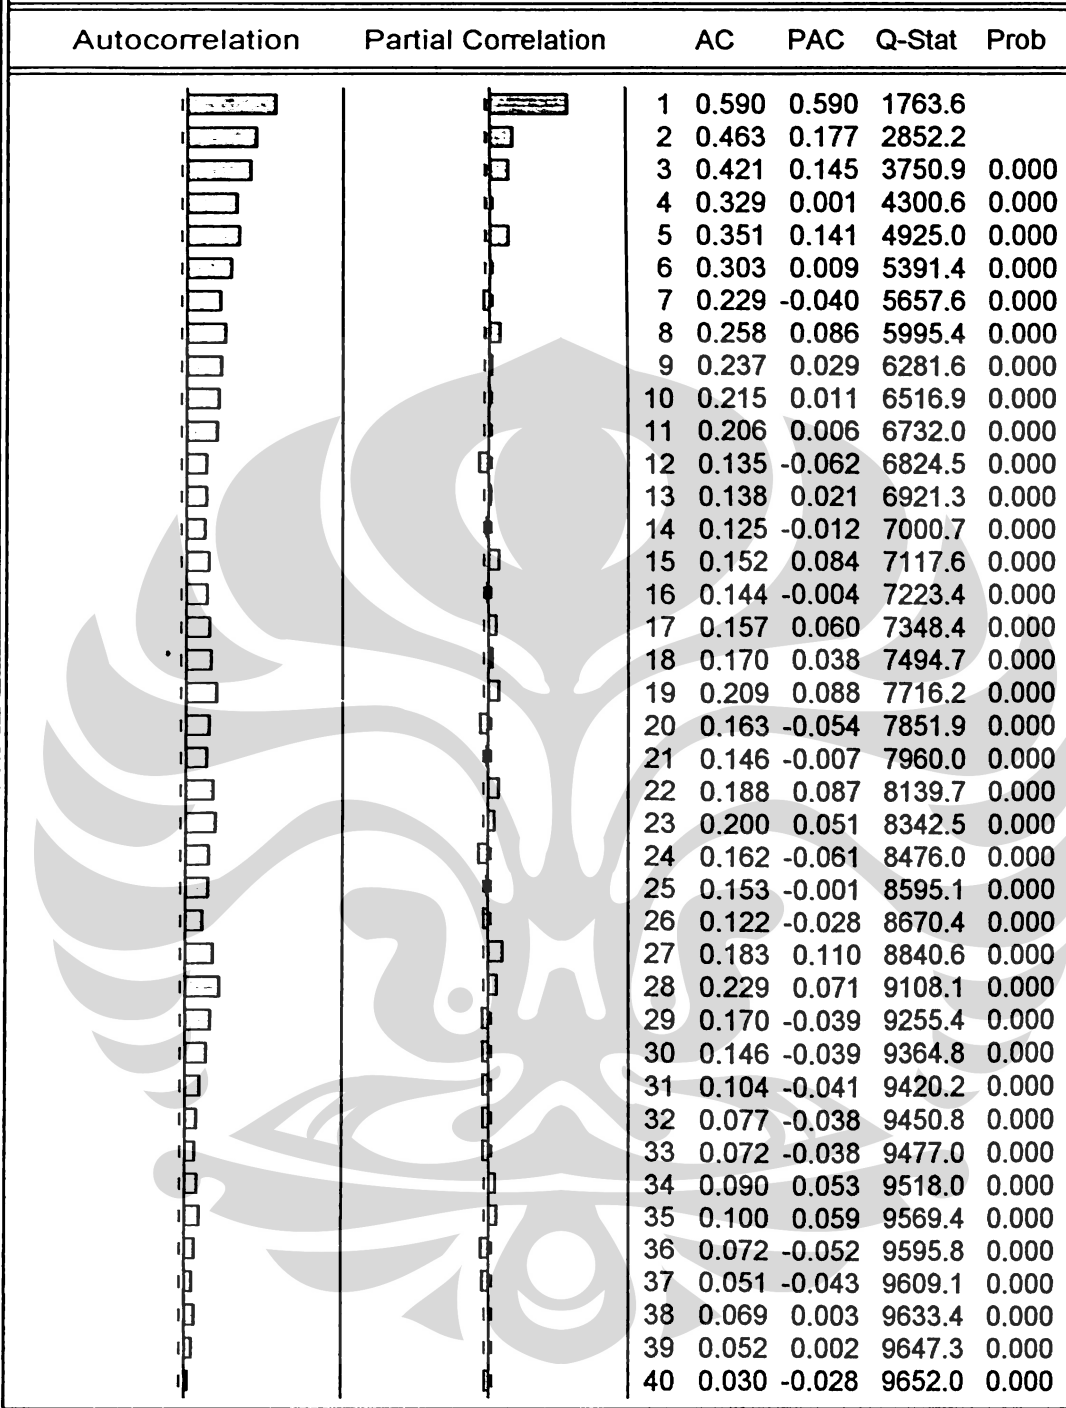 Autocorrelation Partial Correlation AC PAC Q-Stat Prob
1 0.590 0.590 1763.6
2 0.463 0.177 2852.2
3 0.421 0.145 3750.9 0.000
4 0.329 0.001 4300.6 0.000
5 0.351 0.141 4925.0 0.000
6 0.303 0.009 5391.4 0.000
7 0.229 -0.040 5657.6 0.000
8 0.258 0.086 5995.4 0.000
9 0.237 0.029 6281.6 0.000
10 0.215 0.011 6516.9 0.000
11 0.206 0.006 6732.0 0.000
12 0.135 -0.062 6824.5 0.000
13 0.138 0.021 6921.3 0.000
14 0.125 -0.012 7000.7 0.000
15 0.152 0.084 7117.6 0.000
16 0.144 -0.004 7223.4 0.000
17 0.157 0.060 7348.4 0.000
18 0.170 0.038 7494.7 0.000
19 0.209 0.088 7716.2 0.000
20 0.163 -0.054 7851.9 0.000
21 0.146 -0.007 7960.0 0.000
22 0.188 0.087 8139.7 0.000
23 0.200 0.051 8342.5 0.000
24 0.162 -0.061 8476.0 0.000
25 0.153 -0.001 8595.1 0.000
26 0.122 -0.028 8670.4 0.000
27 0.183 0.110 8840.6 0.000
28 0.229 0.071 9108.1 0.000
29 0.170 -0.039 9255.4 0.000
30 0.146 -0.039 9364.8 0.000
31 0.104 -0.041 9420.2 0.000
32 0.077 -0.038 9450.8 0.000
33 0.072 -0.038 9477.0 0.000
34 0.090 0.053 9518.0 0.000
35 0.100 0.059 9569.4 0.000
36 0.072 -0.052 9595.8 0.000
37 0.051 -0.043 9609.1 0.000
38 0.069 0.003 9633.4 0.000
39 0.052 0.002 9647.3 0.000
40 0.030 -0.028 9652.0 0.000